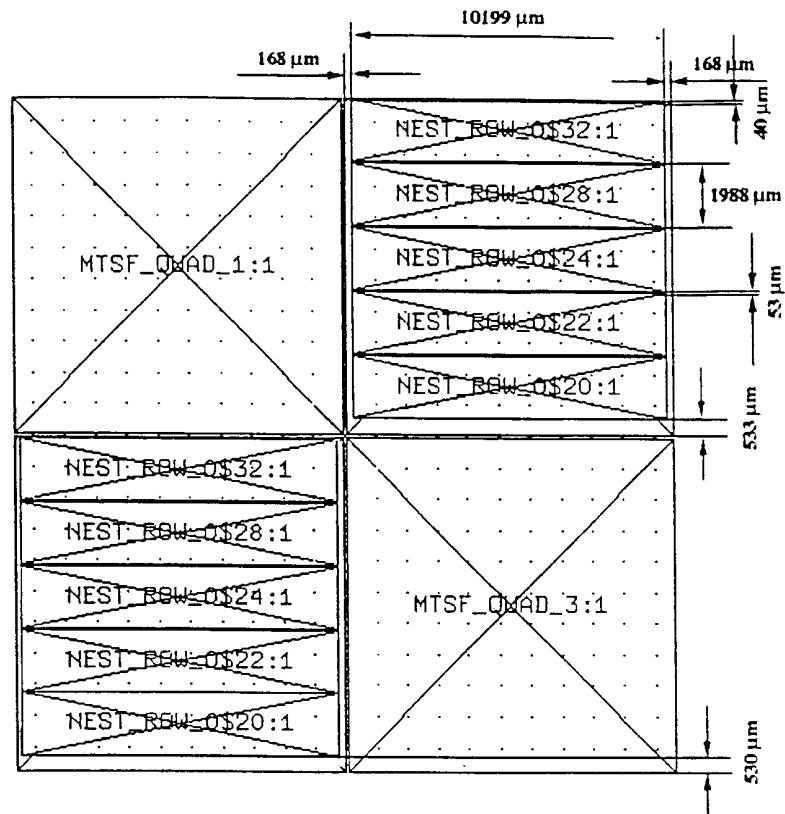 10199 µm
168 µm
168 µm
40 µm
NEST_ROW_0$32:1
NEST_ROW_0$28:1
1988 µm
NEST_ROW_0$24:1
MTSF_QUAD_1:1
53 µm
NEST_ROW_0$22:1
NEST_ROW_0$20:1
533 µm
NEST_ROW_0$32:1
NEST_ROW_0$28:1
NEST_ROW_0$24:1
MTSF_QUAD_3:1
NEST_ROW_0$22:1
NEST_ROW_0$20:1
530 µm